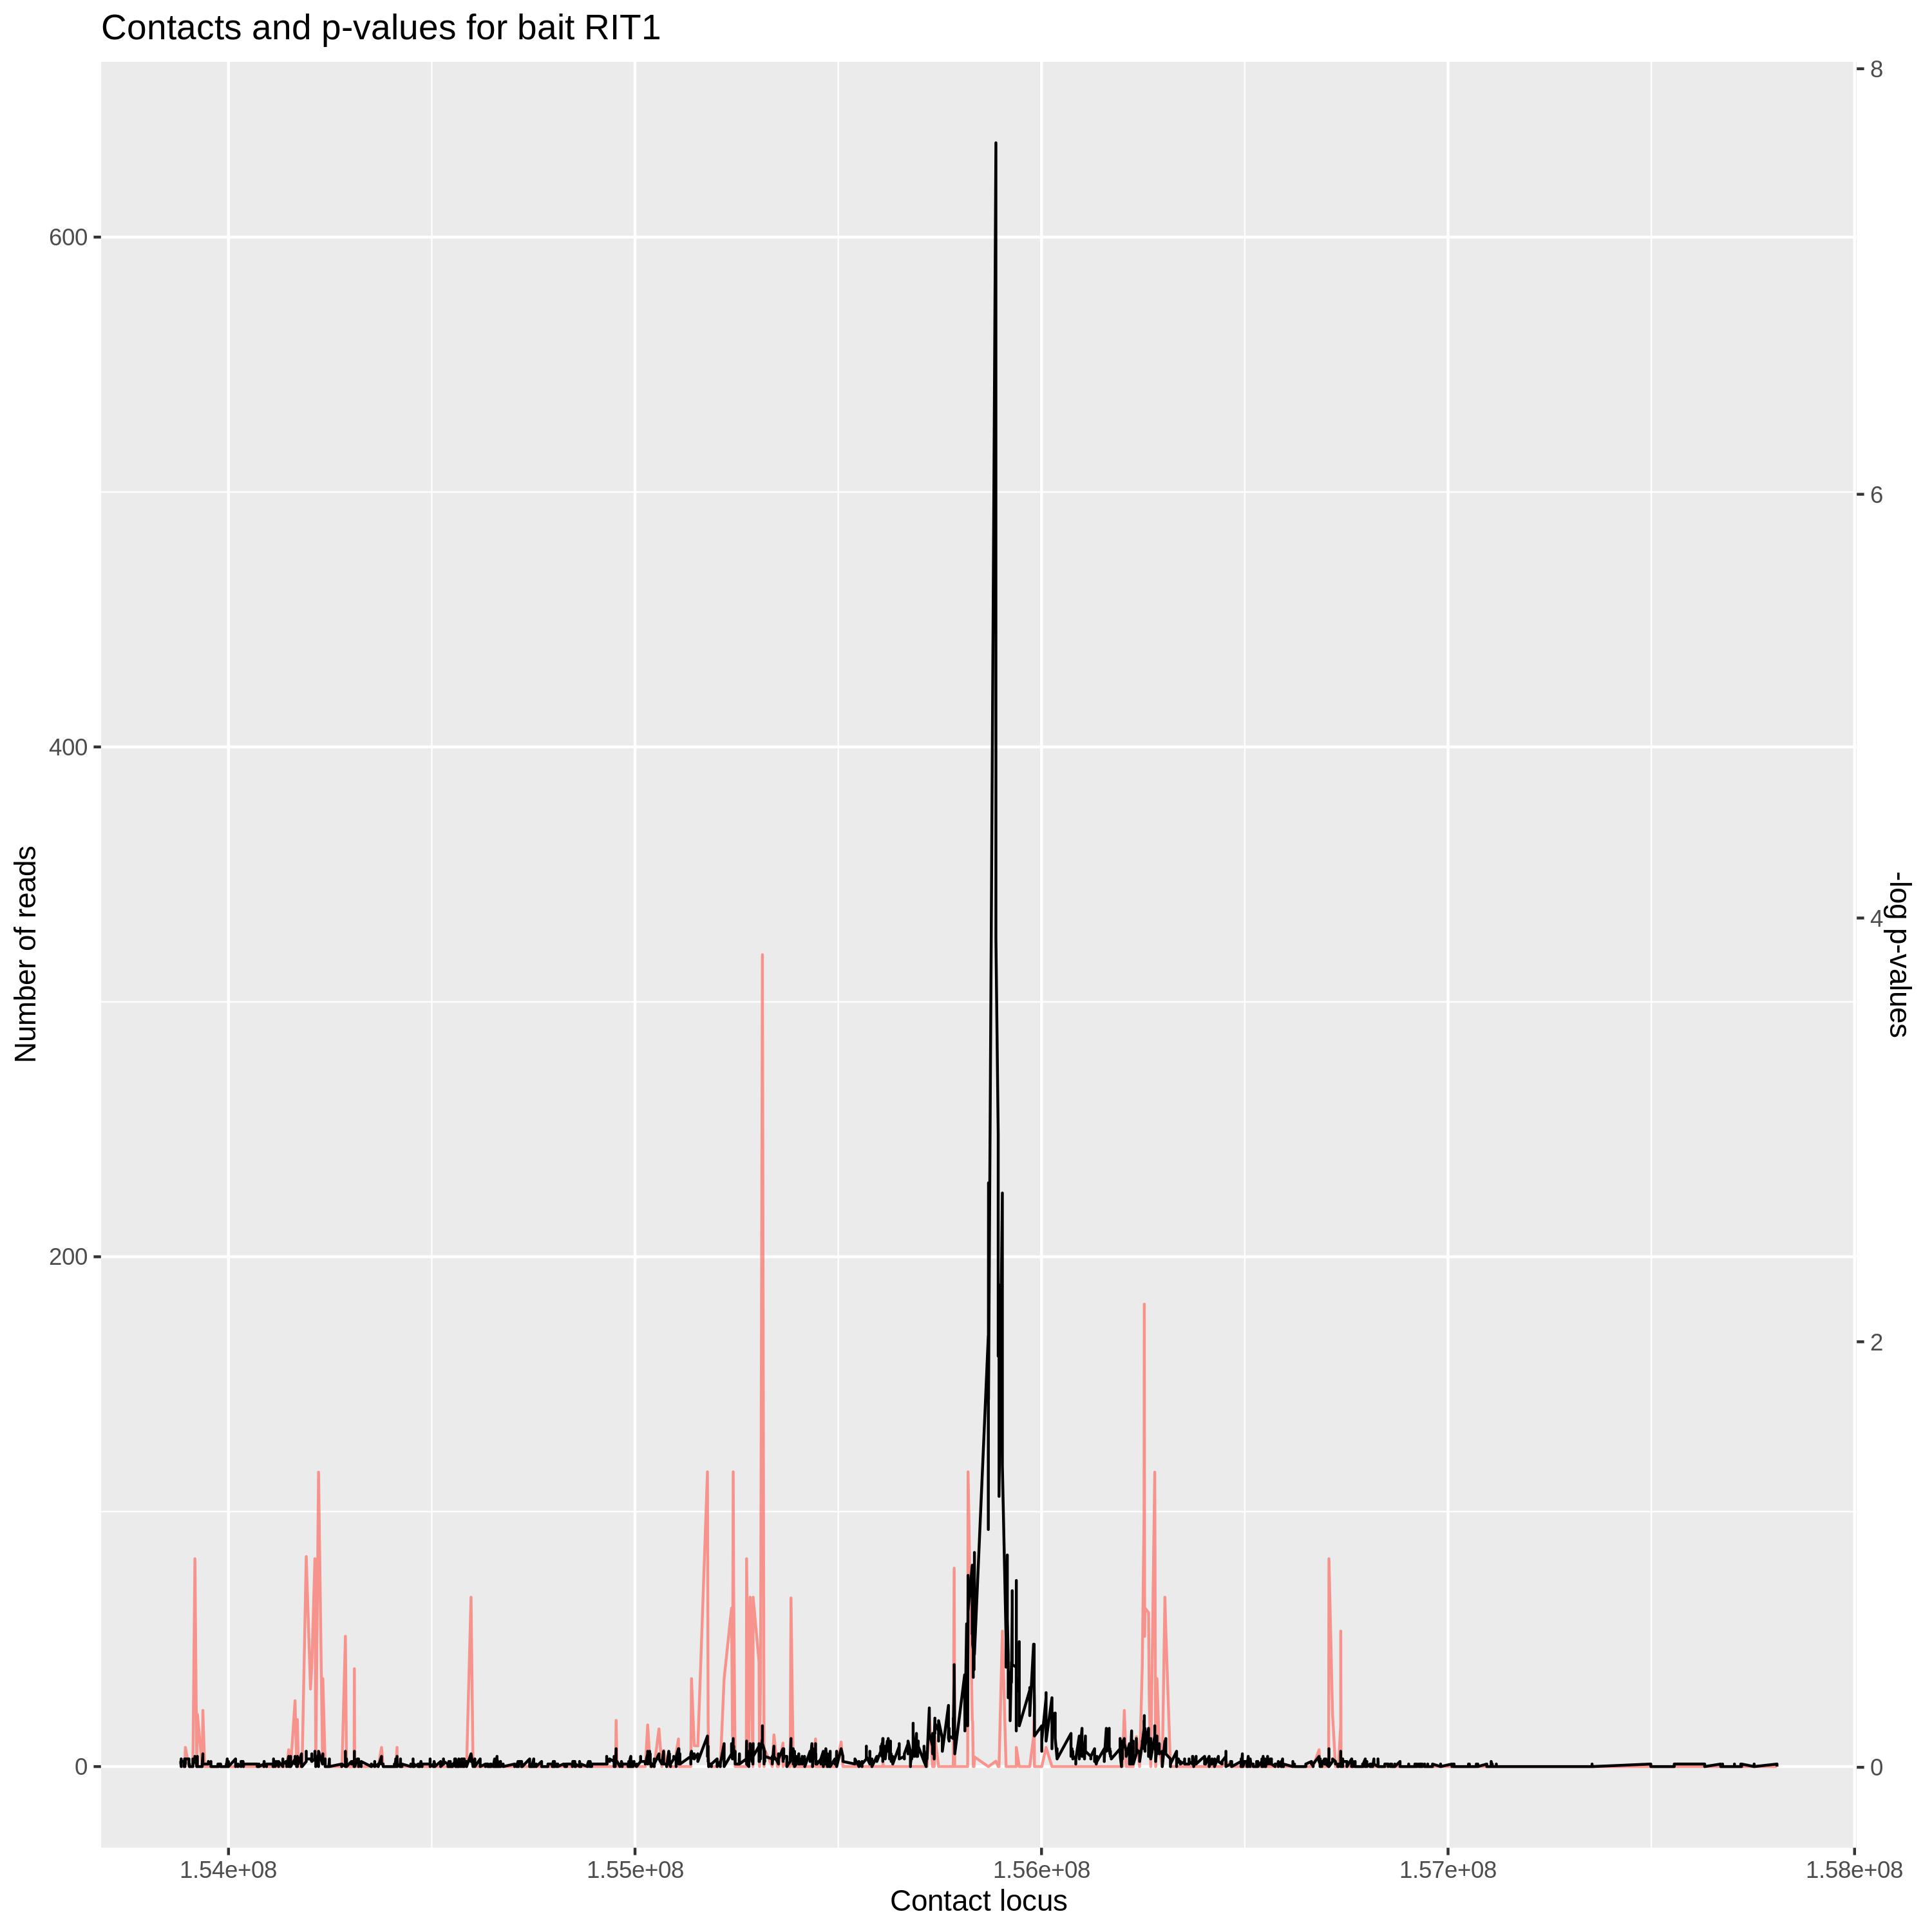 Contacts and p-values for bait RIT1
8
600
6
400
4
Number of reads
-log p-values
200
2
0
0
1.54e+08 1.55e+08 1.56e+08 1.57e+08 1.58e+08
Contact locus